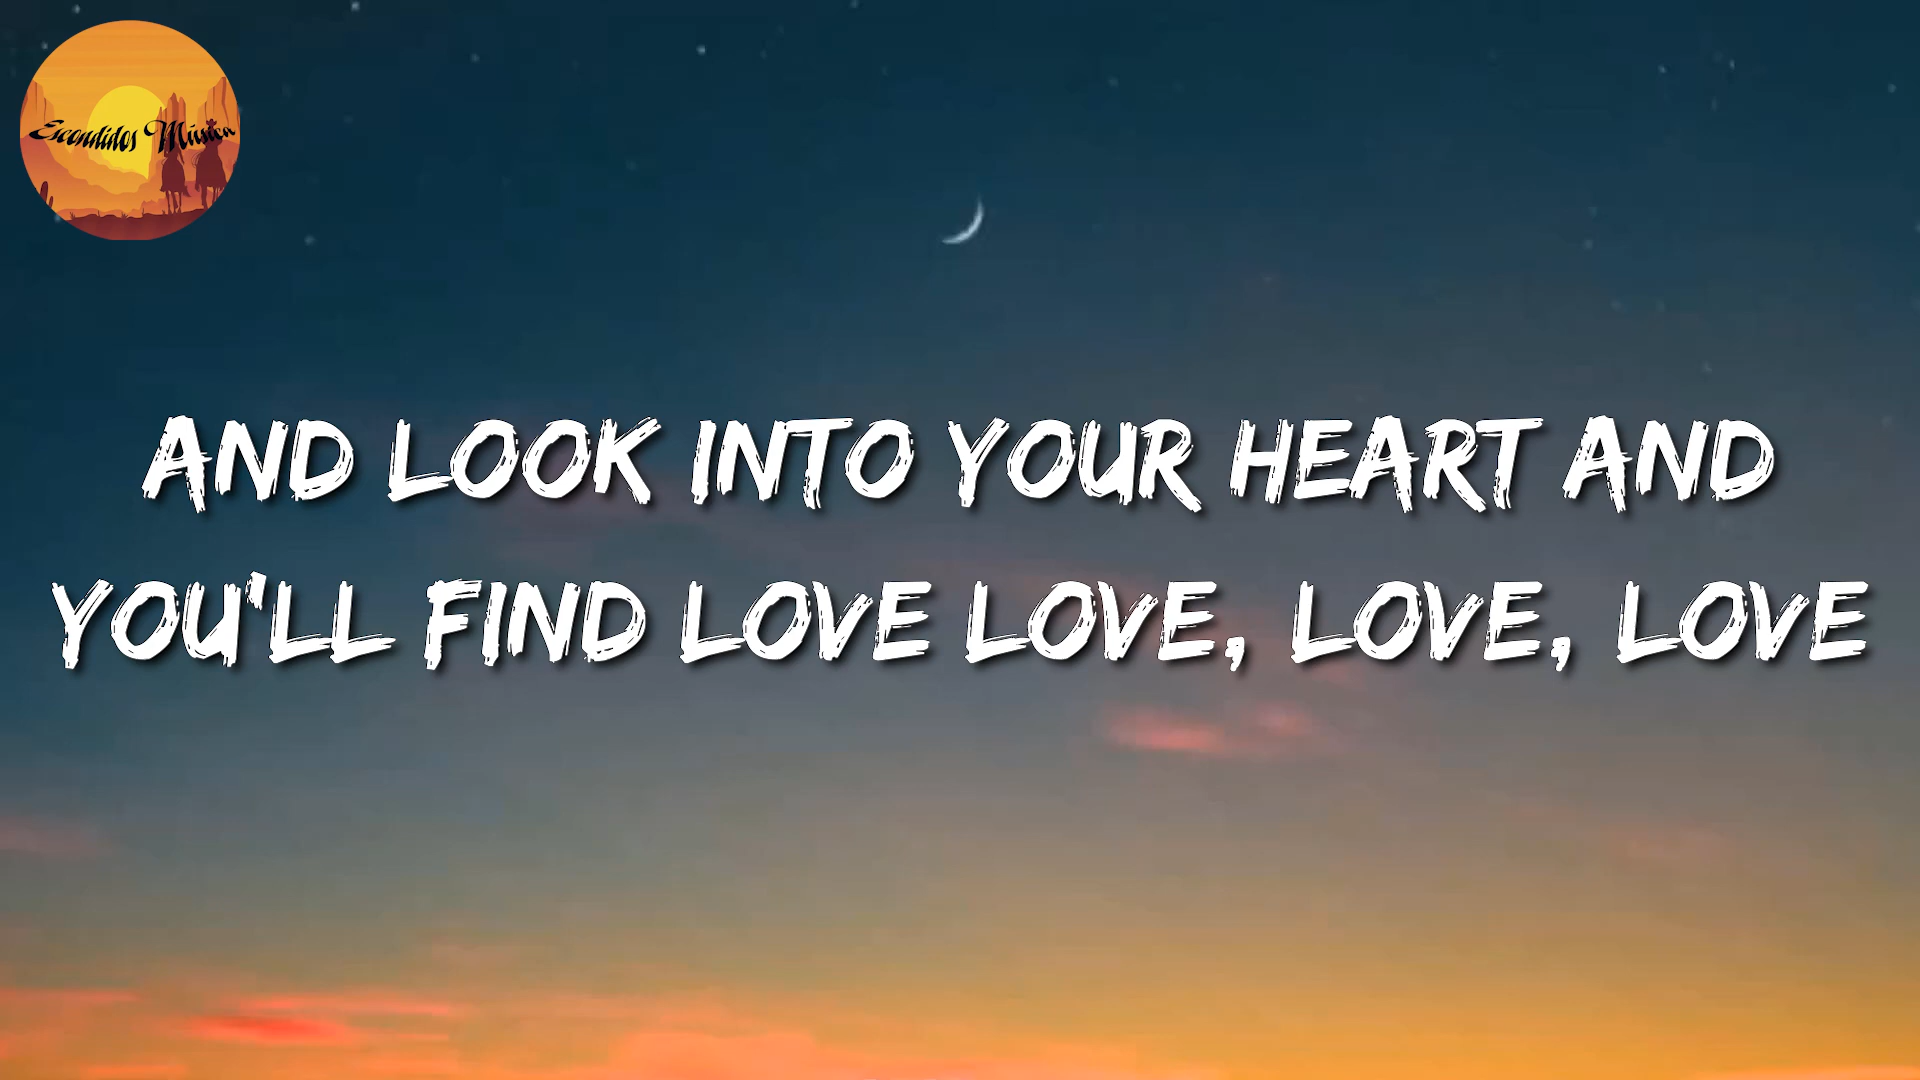 Escondidos Música
AND LOOK INTO YOUR HEART AND
YOU'LL FIND LOVE LOVE, LOVE, LOVE